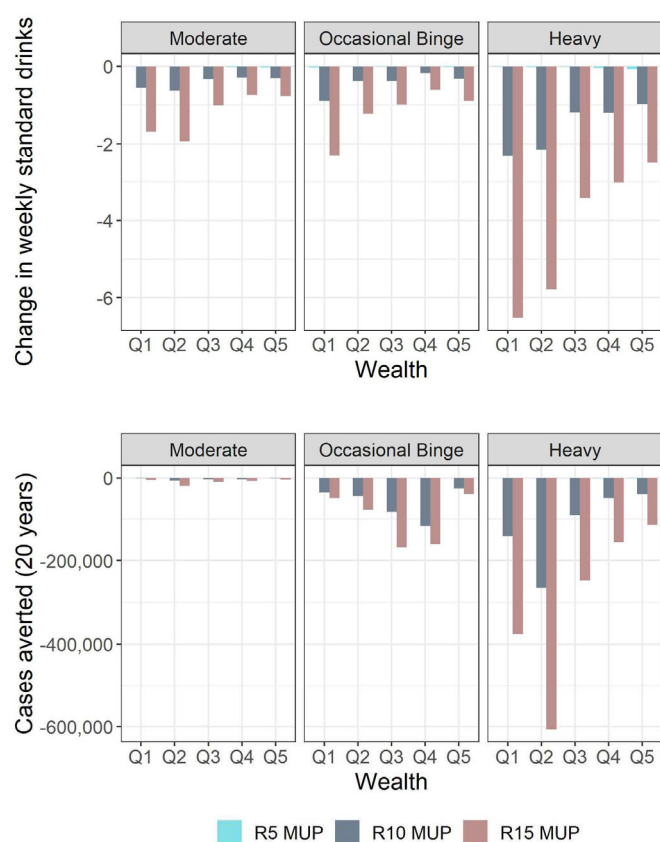 Moderate Occasional Binge Heavy
Change in weekly standard drinks
0
-2
-4
-6
Q1 Q2 Q3 Q4 Q5 Q1 Q2 Q3 Q4 Q5 Q1 Q2 Q3 Q4 Q5
Wealth
Moderate Occasional Binge Heavy
Cases averted (20 years)
0
-200,000
-400,000
-600,000
Q1 Q2 Q3 Q4 Q5 Q1 Q2 Q3 Q4 Q5 Q1 Q2 Q3 Q4 Q5
Wealth
R5 MUP R10 MUP R15 MUP